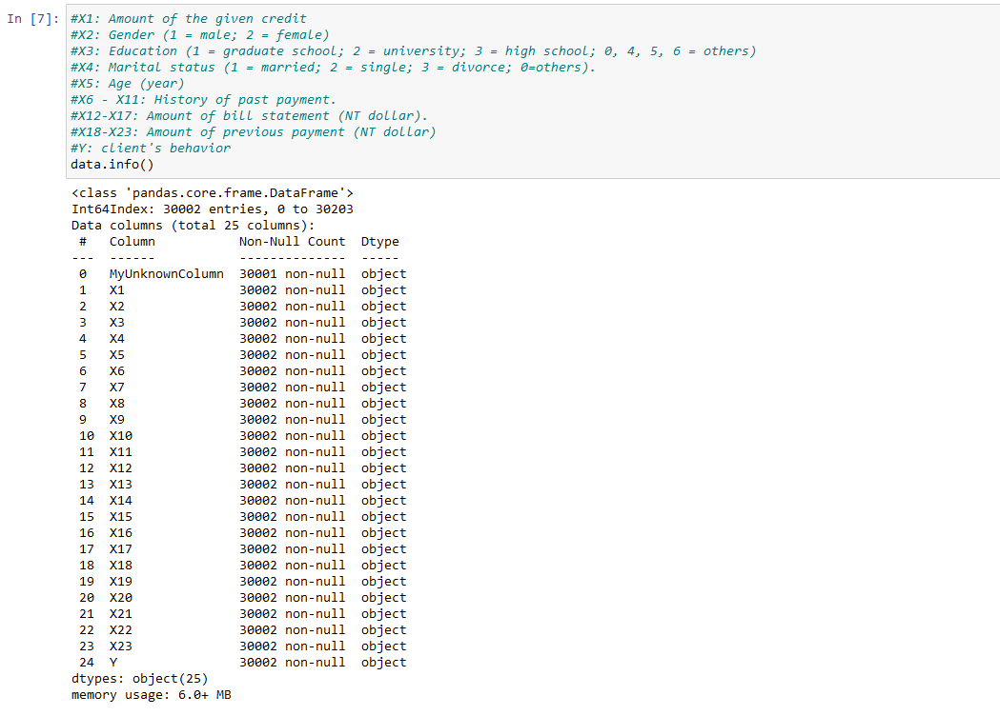 In [7]: #X1: Amount of the given credit
#X2: Gender (1 = male; 2 = female)
#X3: Education (1 = graduate school; 2 = university; 3 = high school; 0, 4, 5, 6 = others)
#X4: Marital status (1 = married; 2 = single; 3 = divorce; 0=others).
#X5: Age (year)
#X6 - X11: History of past payment.
#X12-X17: Amount of bill statement (NT dollar).
#X18-X23: Amount of previous payment (NT dollar)
#Y: client's behavior
data.info()
<class 'pandas.core.frame.DataFrame'>
Int64Index: 30002 entries, 0 to 30203
Data columns (total 25 columns):
 #   Column           Non-Null Count  Dtype
---  ------           --------------  -----
 0   MyUnknownColumn  30001 non-null  object
 1   X1               30002 non-null  object
 2   X2               30002 non-null  object
 3   X3               30002 non-null  object
 4   X4               30002 non-null  object
 5   X5               30002 non-null  object
 6   X6               30002 non-null  object
 7   X7               30002 non-null  object
 8   X8               30002 non-null  object
 9   X9               30002 non-null  object
 10  X10              30002 non-null  object
 11  X11              30002 non-null  object
 12  X12              30002 non-null  object
 13  X13              30002 non-null  object
 14  X14              30002 non-null  object
 15  X15              30002 non-null  object
 16  X16              30002 non-null  object
 17  X17              30002 non-null  object
 18  X18              30002 non-null  object
 19  X19              30002 non-null  object
 20  X20              30002 non-null  object
 21  X21              30002 non-null  object
 22  X22              30002 non-null  object
 23  X23              30002 non-null  object
 24  Y                30002 non-null  object
dtypes: object(25)
memory usage: 6.0+ MB